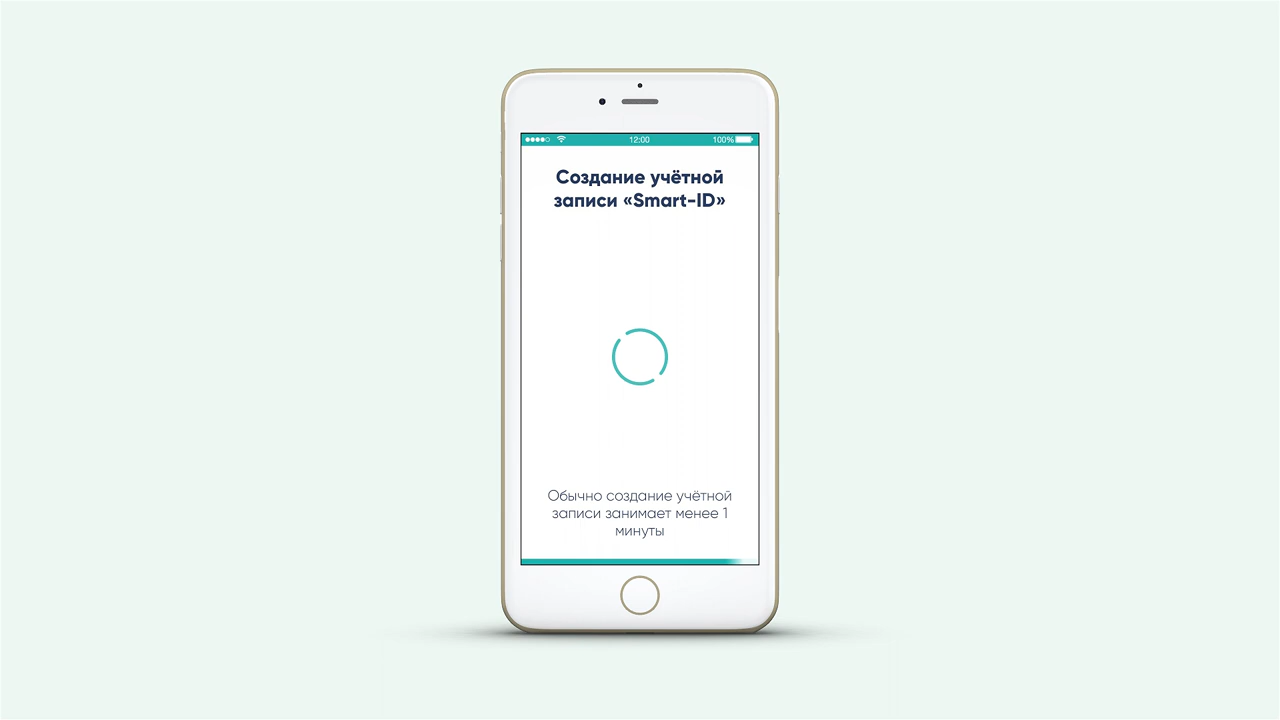 12:00
100%
Создание учётной
записи «Smart-ID»
Обычно создание учётной
записи занимает менее 1
минуты